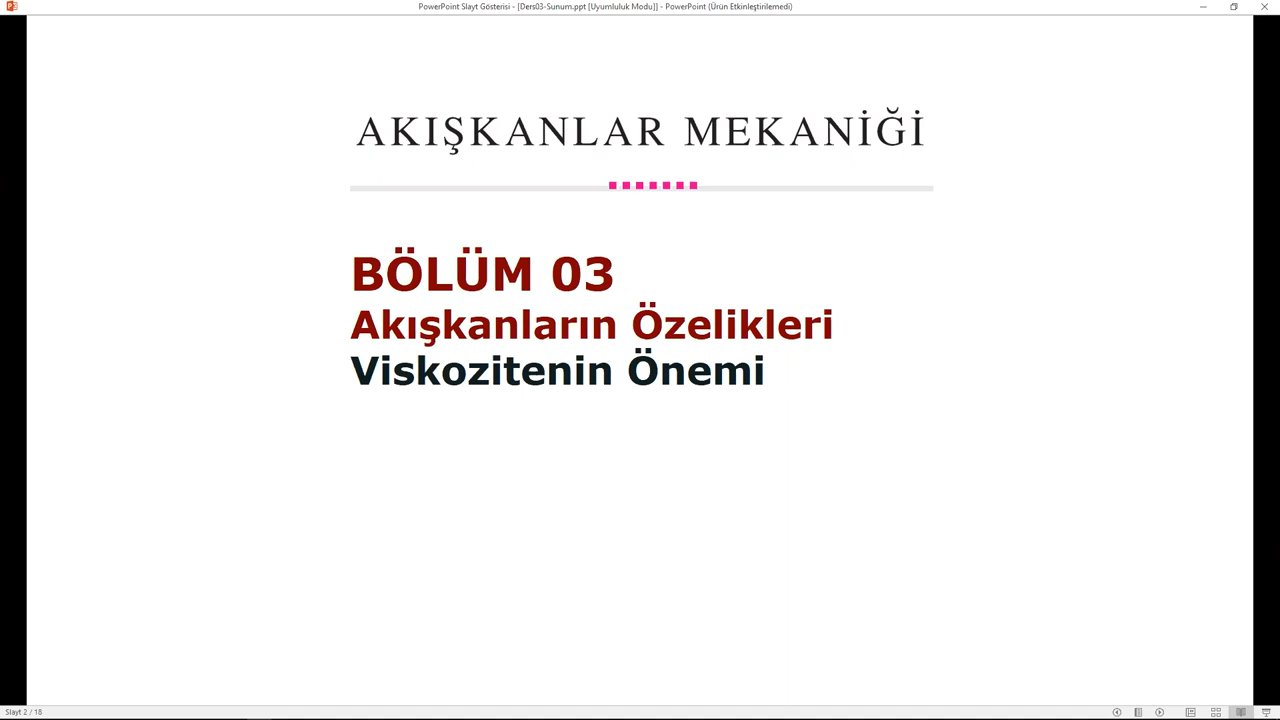 PowerPoint Slayt Gösterisi - [Ders03-Sunum.ppt [Uyumluluk Modu]] - PowerPoint (Ürün Etkinleştirilemedi)
AKIŞKANLAR MEKANİĞİ
BÖLÜM 03
Akışkanların Özelikleri
Viskozitenin Önemi
Slayt 2 / 18